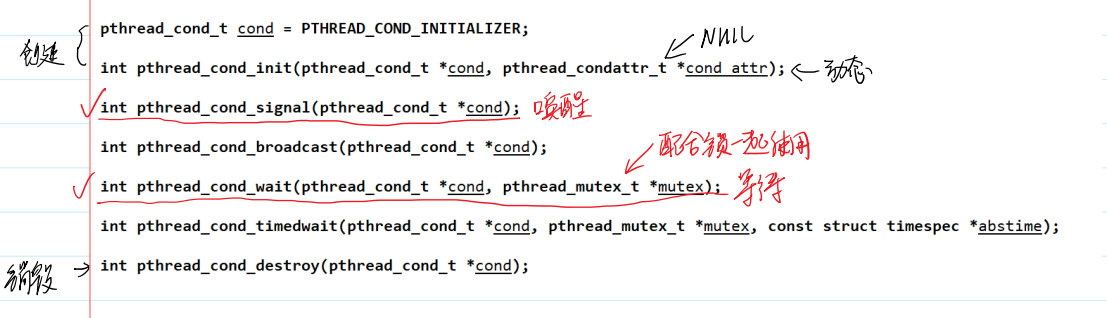 pthread_cond_t cond = PTHREAD_COND_INITIALIZER;
创建
NULL
int pthread_cond_init(pthread_cond_t *cond, pthread_condattr_t *cond_attr);
动态
int pthread_cond_signal(pthread_cond_t *cond);
唤醒
int pthread_cond_broadcast(pthread_cond_t *cond);
配合锁一起使用
int pthread_cond_wait(pthread_cond_t *cond, pthread_mutex_t *mutex);
等待
int pthread_cond_timedwait(pthread_cond_t *cond, pthread_mutex_t *mutex, const struct timespec *abstime);
销毁
int pthread_cond_destroy(pthread_cond_t *cond);